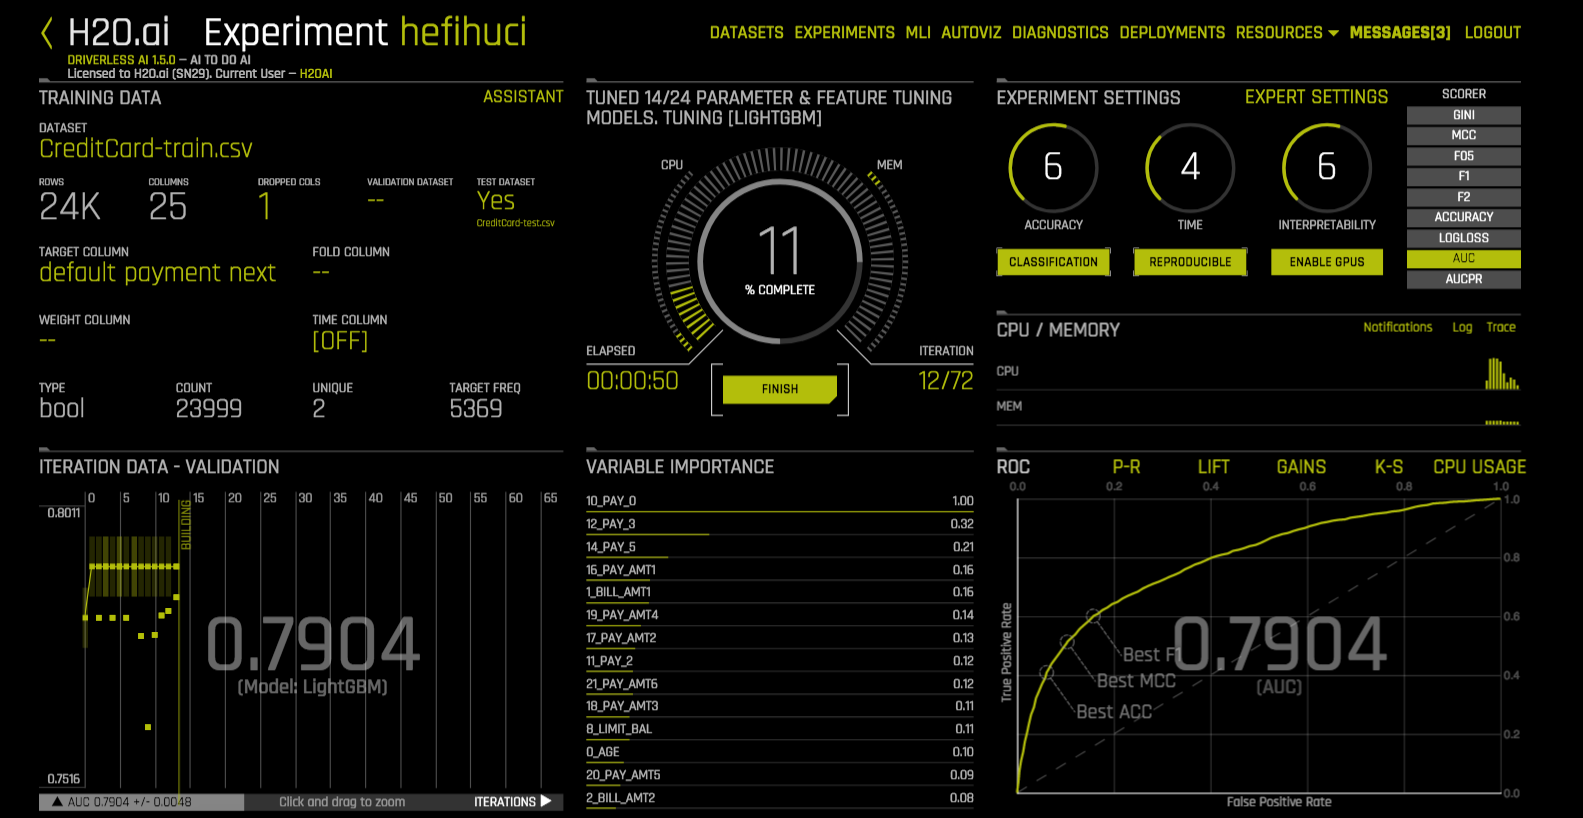 H2O.ai Experiment hefihuci
DRIVERLESS AI 1.5.0 – AI TO DO AI
Licensed to H2O.ai (SN29). Current User – H2OAI
DATASETS EXPERIMENTS MLI AUTOVIZ DIAGNOSTICS DEPLOYMENTS RESOURCES MESSAGES[3] LOGOUT
TRAINING DATA ASSISTANT
DATASET
CreditCard-train.csv
ROWS COLUMNS DROPPED COLS VALIDATION DATASET TEST DATASET
24K 25 1 -- Yes
CreditCard-test.csv
TARGET COLUMN FOLD COLUMN
default payment next --
WEIGHT COLUMN TIME COLUMN
-- [OFF]
TYPE COUNT UNIQUE TARGET FREQ
bool 23999 2 5369
TUNED 14/24 PARAMETER & FEATURE TUNING
MODELS. TUNING [LIGHTGBM]
CPU MEM
11
% COMPLETE
ELAPSED ITERATION
00:00:50 12/72
FINISH
EXPERIMENT SETTINGS EXPERT SETTINGS
6 4 6
ACCURACY TIME INTERPRETABILITY
CLASSIFICATION REPRODUCIBLE ENABLE GPUS
SCORER
GINI
MCC
F05
F1
F2
ACCURACY
LOGLOSS
AUC
AUCPR
CPU / MEMORY Notifications Log Trace
CPU
MEM
ITERATION DATA - VALIDATION
0 5 10 15 20 25 30 35 40 45 50 55 60 65
0.8011
BUILDING
0.7904
(Model: LightGBM)
0.7516
AUC 0.7904 +/- 0.0048 Click and drag to zoom ITERATIONS
VARIABLE IMPORTANCE
10_PAY_0 1.00
12_PAY_3 0.32
14_PAY_5 0.21
16_PAY_AMT1 0.16
1_BILL_AMT1 0.16
19_PAY_AMT4 0.14
17_PAY_AMT2 0.13
11_PAY_2 0.12
21_PAY_AMT6 0.12
18_PAY_AMT3 0.11
8_LIMIT_BAL 0.11
0_AGE 0.10
20_PAY_AMT5 0.09
2_BILL_AMT2 0.08
ROC P-R LIFT GAINS K-S CPU USAGE
0.0 0.2 0.4 0.6 0.8 1.0
1.0
0.8
0.6
0.4
0.2
0.0
True Positive Rate
Best F1
Best MCC
Best ACC
0.7904
(AUC)
False Positive Rate